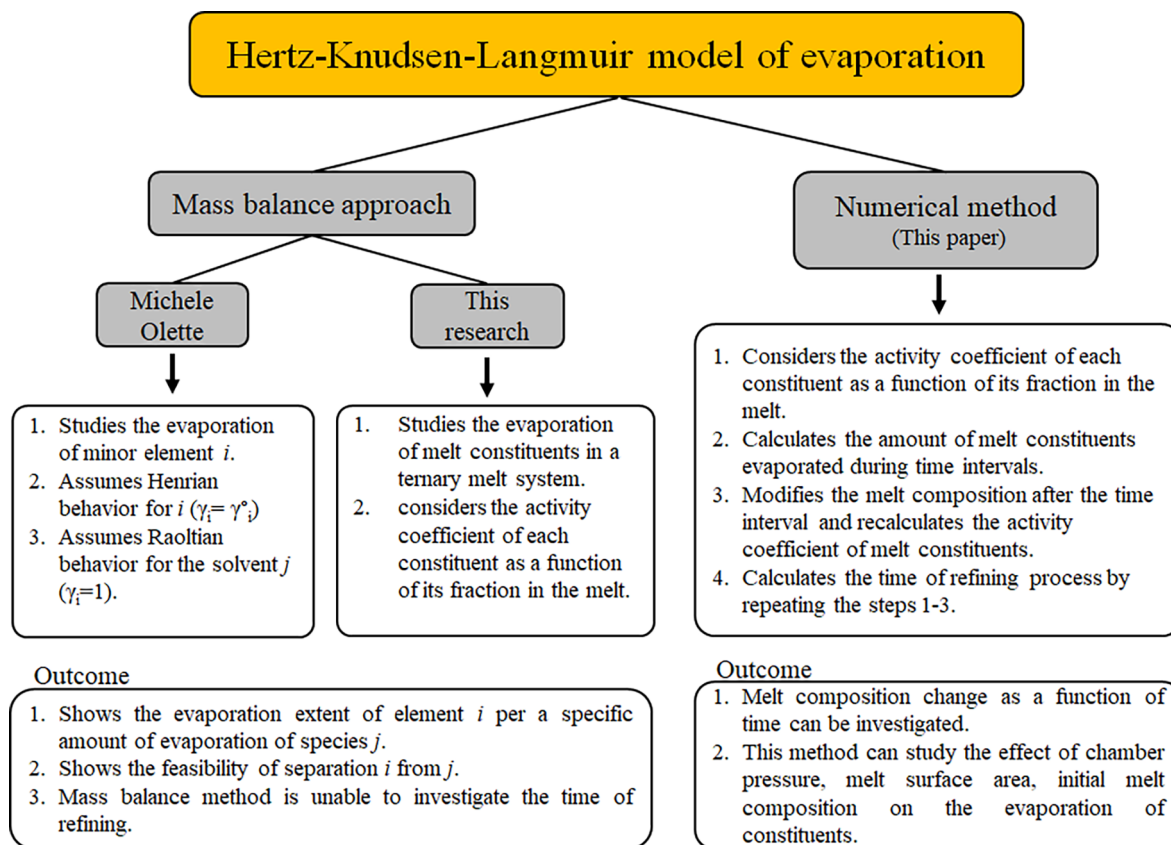 Hertz-Knudsen-Langmuir model of evaporation
Mass balance approach
Numerical method
(This paper)
Michele
Olette
This
research
1. Studies the evaporation
of minor element i.
2. Assumes Henrian
behavior for i (γᵢ= γ°ᵢ)
3. Assumes Raoltian
behavior for the solvent j
(γᵢ=1).
1. Studies the evaporation
of melt constituents in a
ternary melt system.
2. considers the activity
coefficient of each
constituent as a function
of its fraction in the melt.
1. Considers the activity coefficient of each
constituent as a function of its fraction in the
melt.
2. Calculates the amount of melt constituents
evaporated during time intervals.
3. Modifies the melt composition after the time
interval and recalculates the activity
coefficient of melt constituents.
4. Calculates the time of refining process by
repeating the steps 1-3.
Outcome
1. Shows the evaporation extent of element i per a specific
amount of evaporation of species j.
2. Shows the feasibility of separation i from j.
3. Mass balance method is unable to investigate the time of
refining.
Outcome
1. Melt composition change as a function of
time can be investigated.
2. This method can study the effect of chamber
pressure, melt surface area, initial melt
composition on the evaporation of
constituents.